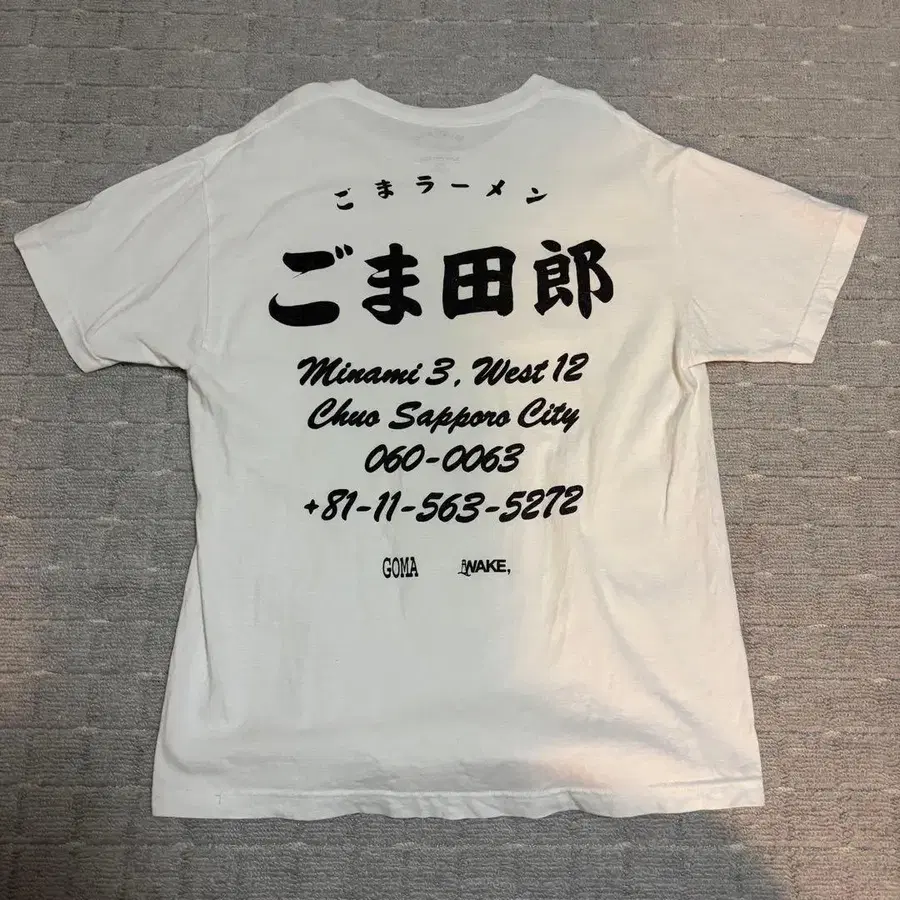 ごまラーメン
ごま田郎
Minami 3, West 12
Chuo Sapporo City
060-0063
+81-11-563-5272
GOMA AWAKE,